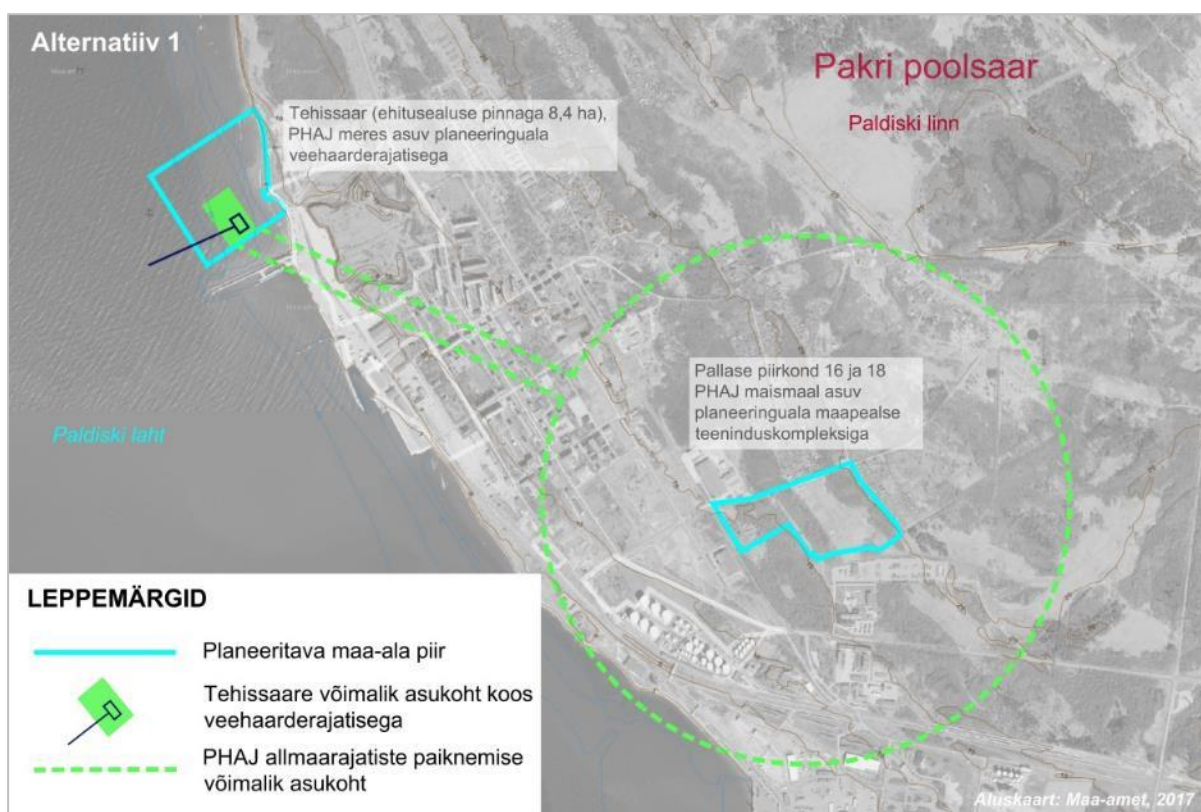 Alternatiiv 1
Pakri poolsaar
Paldiski linn
Tehissaar (ehitusealuse pinnaga 8,4 ha),
PHAJ meres asuv planeeringuala
veehaarderajatisega
Pallase piirkond 16 ja 18
PHAJ maismaal asuv
planeeringuala maapealse
teeninduskompleksiga
Paldiski laht
LEPPEMÄRGID
Planeeritava maa-ala piir
Tehissaare võimalik asukoht koos
veehaarderajatisega
PHAJ allmaarajatiste paiknemise
võimalik asukoht
Aluskaart: Maa-amet, 2017